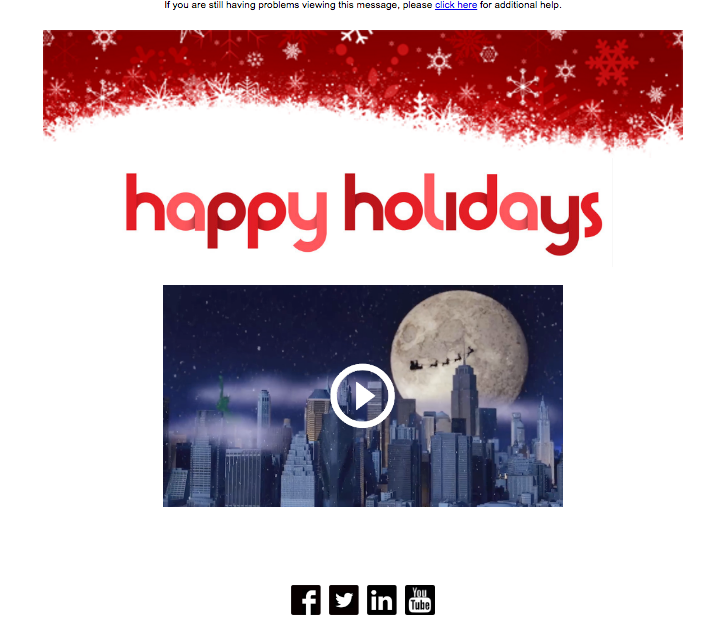 If you are still having problems viewing this message, please click here for additional help.
happy holidays
f in You Tube